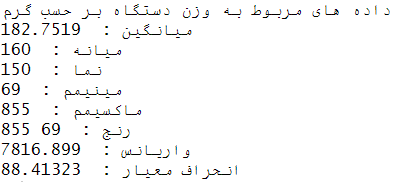 داده های مربوط به وزن دستگاه بر حسب گرم
میانگین : 182.7519
میانه : 160
نما : 150
مینیمم : 69
ماکسیمم : 855
رنج : 69 855
واریانس : 7816.899
انحراف معیار : 88.41323